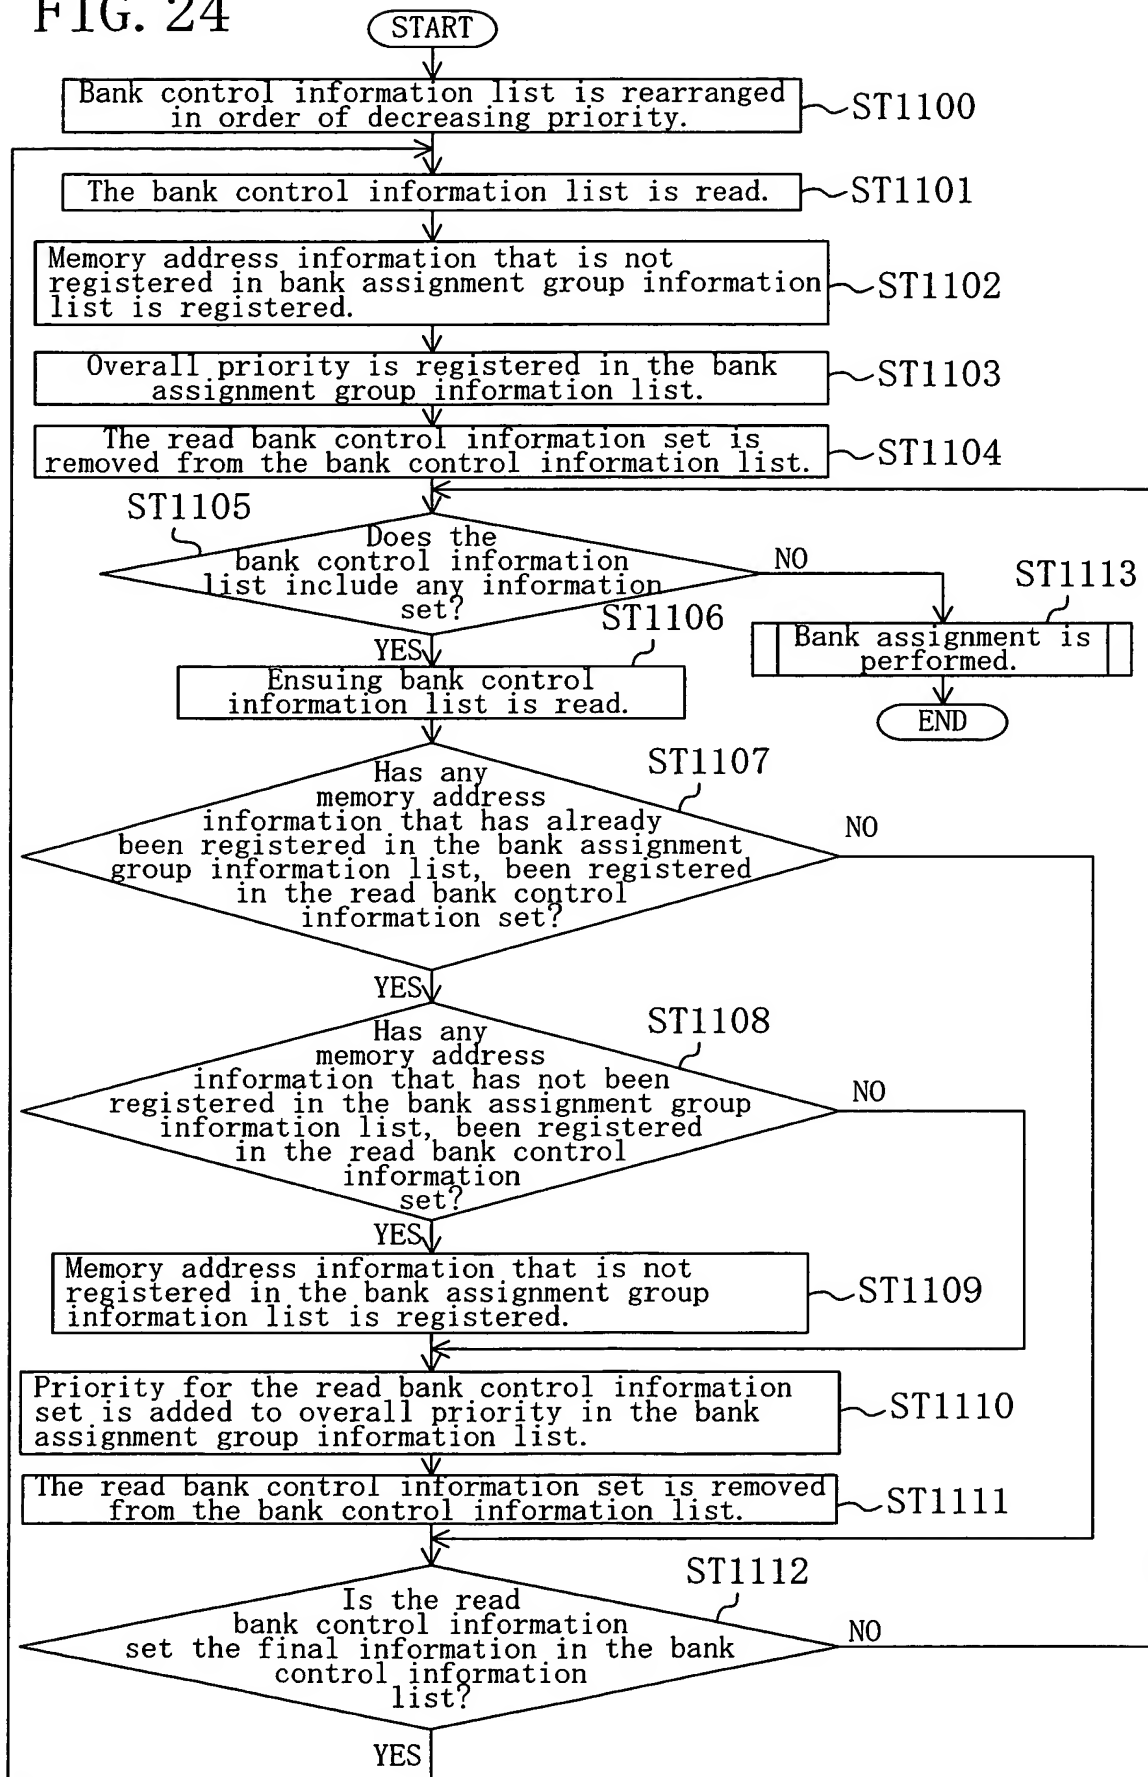 FIG. 24
START
Bank control information list is rearranged
in order of decreasing priority.
ST1100
The bank control information list is read.
ST1101
Memory address information that is not
registered in bank assignment group information
list is registered.
ST1102
Overall priority is registered in the bank
assignment group information list.
ST1103
The read bank control information set is
removed from the bank control information list.
ST1104
ST1105
Does the
bank control information
list include any information
set?
NO
ST1113
Bank assignment is
performed.
END
YES
ST1106
Ensuing bank control
information list is read.
ST1107
Has any
memory address
information that has already
been registered in the bank assignment
group information list, been registered
in the read bank control
information set?
NO
YES
ST1108
Has any
memory address
information that has not been
registered in the bank assignment group
information list, been registered
in the read bank control
information
set?
NO
YES
Memory address information that is not
registered in the bank assignment group
information list is registered.
ST1109
Priority for the read bank control information
set is added to overall priority in the bank
assignment group information list.
ST1110
The read bank control information set is removed
from the bank control information list.
ST1111
ST1112
Is the read
bank control information
set the final information in the bank
control information
list?
NO
YES